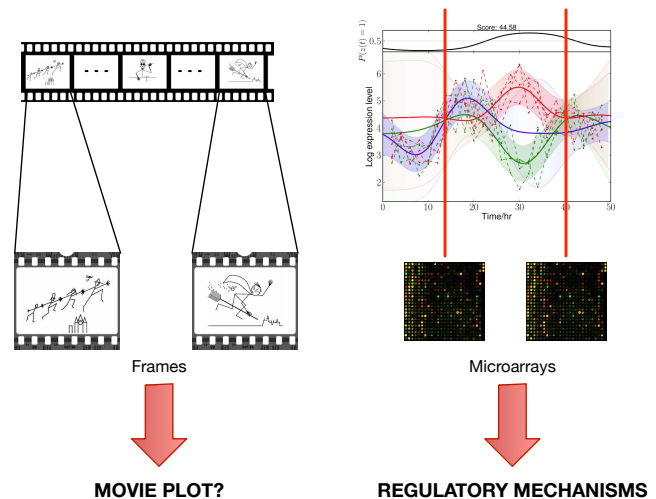 Score: 44.58
P(z(t) = 1)
0.5
Log expression level
6
5
4
3
2
0 10 20 30 40 50
Time/hr
Frames
Microarrays
MOVIE PLOT?
REGULATORY MECHANISMS